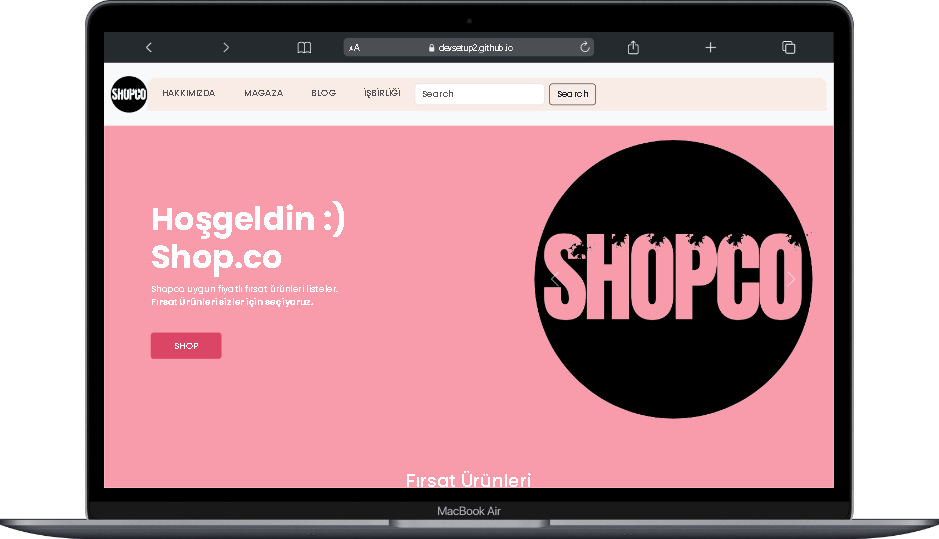 AA
devsetup2.github.io
SHOPCO
HAKKIMIZDA
MAGAZA
BLOG
İŞBİRLİĞİ
Search
Search
Hoşgeldin :)
Shop.co
Shopco uygun fiyatlı fırsat ürünleri listeler.
Fırsat Ürünleri sizler için seçiyoruz.
SHOP
SHOPCO
Fırsat Ürünleri
MacBook Air